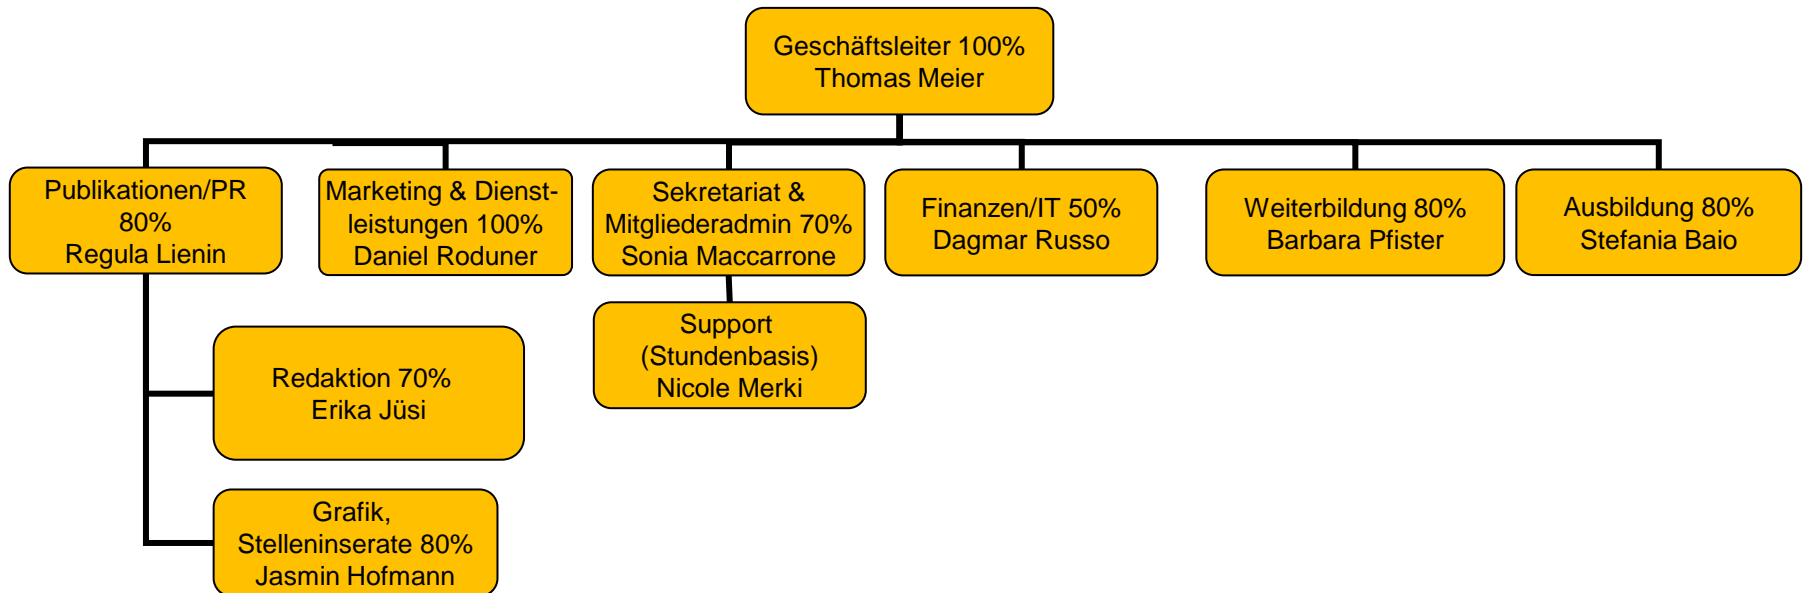 Geschäftsleiter 100%
Thomas Meier
Publikationen/PR
80%
Regula Lienin
Marketing & Dienst-
leistungen 100%
Daniel Roduner
Sekretariat &
Mitgliederadmin 70%
Sonia Maccarrone
Finanzen/IT 50%
Dagmar Russo
Weiterbildung 80%
Barbara Pfister
Ausbildung 80%
Stefania Baio
Support
(Stundenbasis)
Nicole Merki
Redaktion 70%
Erika Jüsi
Grafik,
Stelleninserate 80%
Jasmin Hofmann